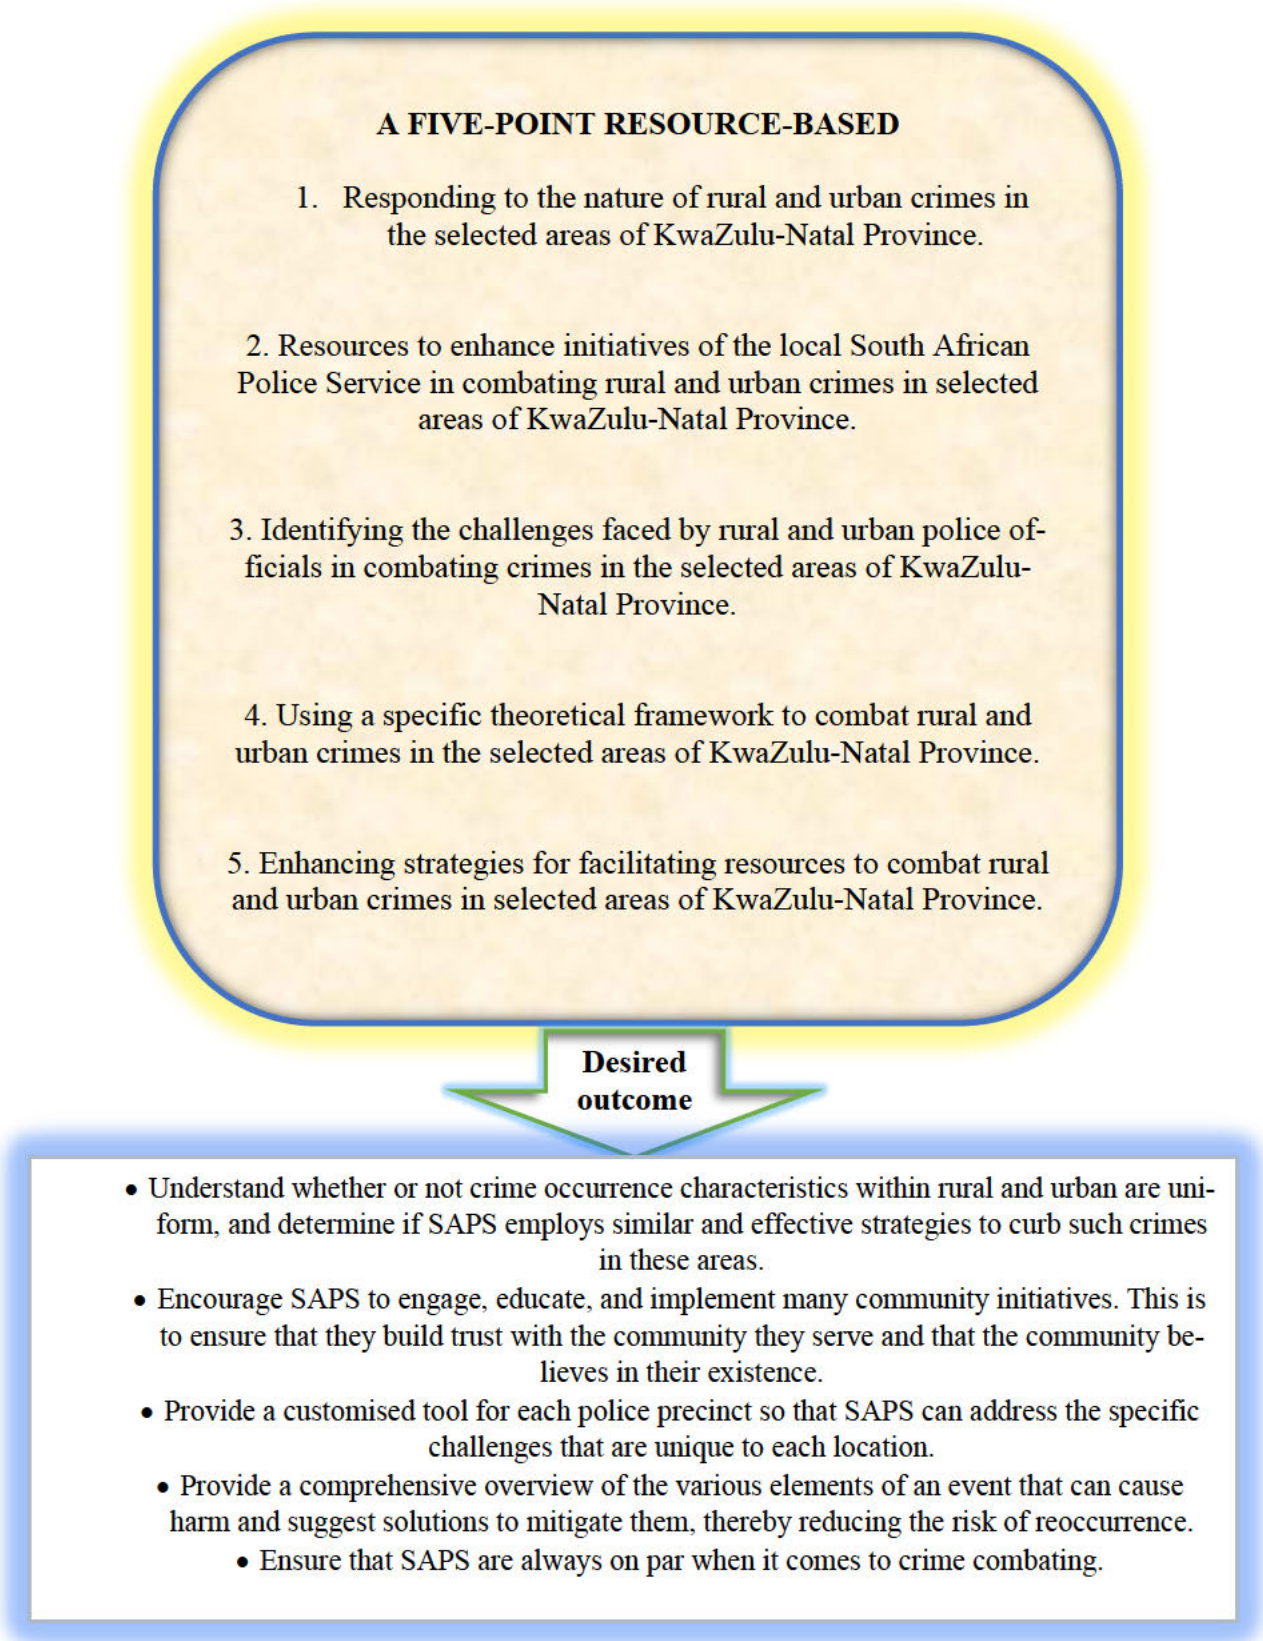 A FIVE-POINT RESOURCE-BASED
1. Responding to the nature of rural and urban crimes in
the selected areas of KwaZulu-Natal Province.
2. Resources to enhance initiatives of the local South African
Police Service in combating rural and urban crimes in selected
areas of KwaZulu-Natal Province.
3. Identifying the challenges faced by rural and urban police of-
ficials in combating crimes in the selected areas of KwaZulu-
Natal Province.
4. Using a specific theoretical framework to combat rural and
urban crimes in the selected areas of KwaZulu-Natal Province.
5. Enhancing strategies for facilitating resources to combat rural
and urban crimes in selected areas of KwaZulu-Natal Province.
Desired
outcome
• Understand whether or not crime occurrence characteristics within rural and urban are uni-
form, and determine if SAPS employs similar and effective strategies to curb such crimes
in these areas.
• Encourage SAPS to engage, educate, and implement many community initiatives. This is
to ensure that they build trust with the community they serve and that the community be-
lieves in their existence.
• Provide a customised tool for each police precinct so that SAPS can address the specific
challenges that are unique to each location.
• Provide a comprehensive overview of the various elements of an event that can cause
harm and suggest solutions to mitigate them, thereby reducing the risk of reoccurrence.
• Ensure that SAPS are always on par when it comes to crime combating.